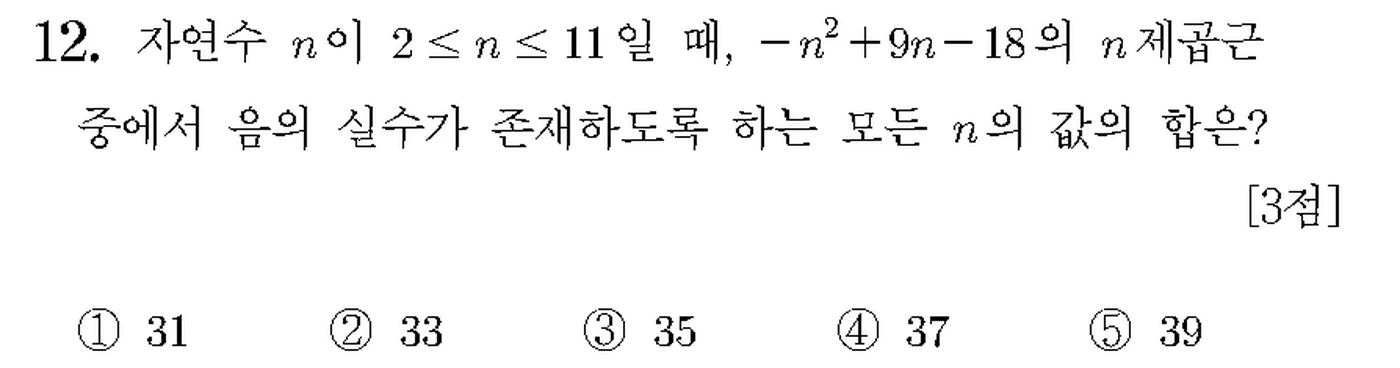 12. 자연수 n이 2 ≤ n ≤ 11일 때, −n²+9n−18의 n제곱근
중에서 음의 실수가 존재하도록 하는 모든 n의 값의 합은?
[3점]
① 31 ② 33 ③ 35 ④ 37 ⑤ 39